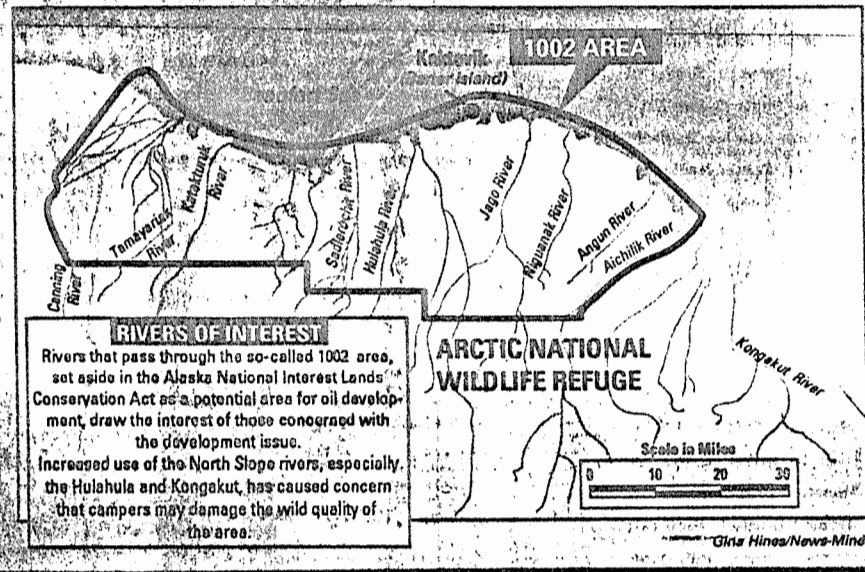 1002 AREA
Kaktovik
(Barter Island)
Canning
River
Tamayariak
River
Katakturuk
River
Sadlerochit River
Hulahula River
Jago River
Niguanak River
Angun River
Aichilik River
Kongakut River
ARCTIC NATIONAL
WILDLIFE REFUGE
RIVERS OF INTEREST
Rivers that pass through the so-called 1002 area,
set aside in the Alaska National Interest Lands
Conservation Act as a potential area for oil develop-
ment, draw the interest of those concerned with
the development issue.
Increased use of the North Slope rivers, especially
the Hulahula and Kongakut, has caused concern
that campers may damage the wild quality of
the area.
Scale in Miles
0 10 20 30
Gina Hines/News-Mine